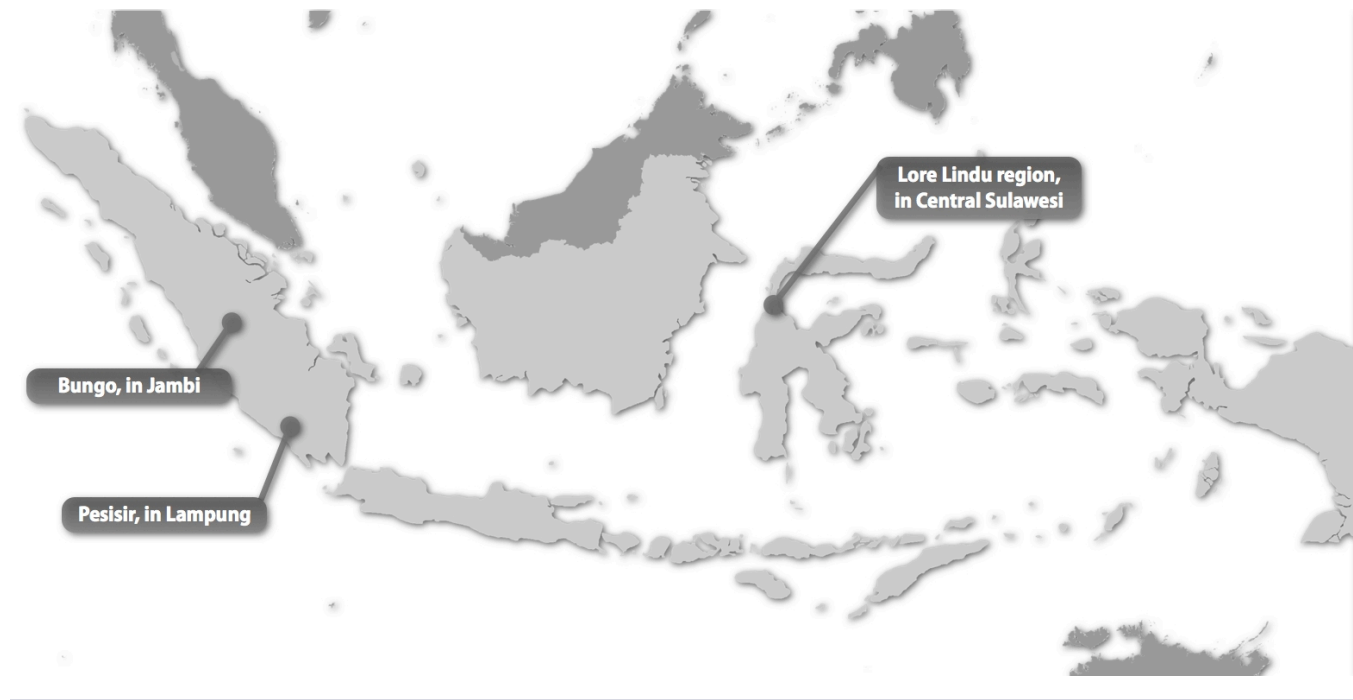 Lore Lindu region,
in Central Sulawesi
Bungo, in Jambi
Pesisir, in Lampung